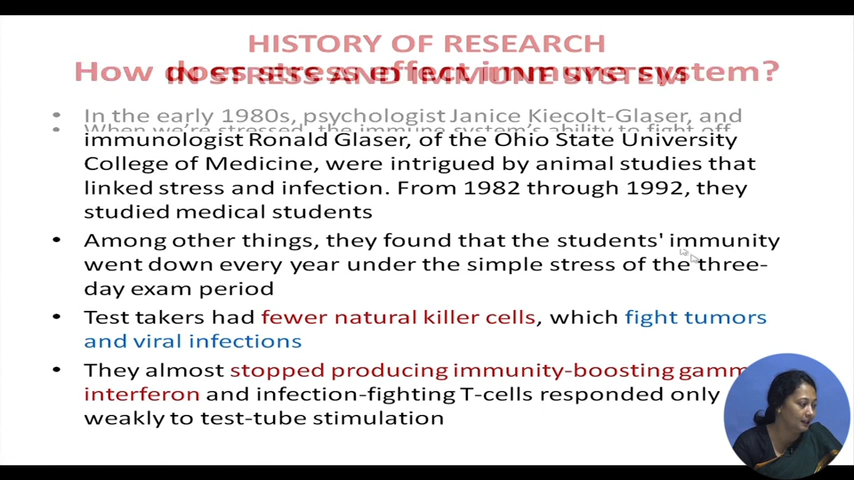 HISTORY OF RESEARCH
How does stress effect immune system?
IN STRESS AND IMMUNE SYSTEM
• In the early 1980s, psychologist Janice Kiecolt-Glaser, and
• When we're stressed, the immune system's ability to fight off
immunologist Ronald Glaser, of the Ohio State University
College of Medicine, were intrigued by animal studies that
linked stress and infection. From 1982 through 1992, they
studied medical students
• Among other things, they found that the students' immunity
went down every year under the simple stress of the three-
day exam period
• Test takers had fewer natural killer cells, which fight tumors
and viral infections
• They almost stopped producing immunity-boosting gamm
interferon and infection-fighting T-cells responded only
weakly to test-tube stimulation